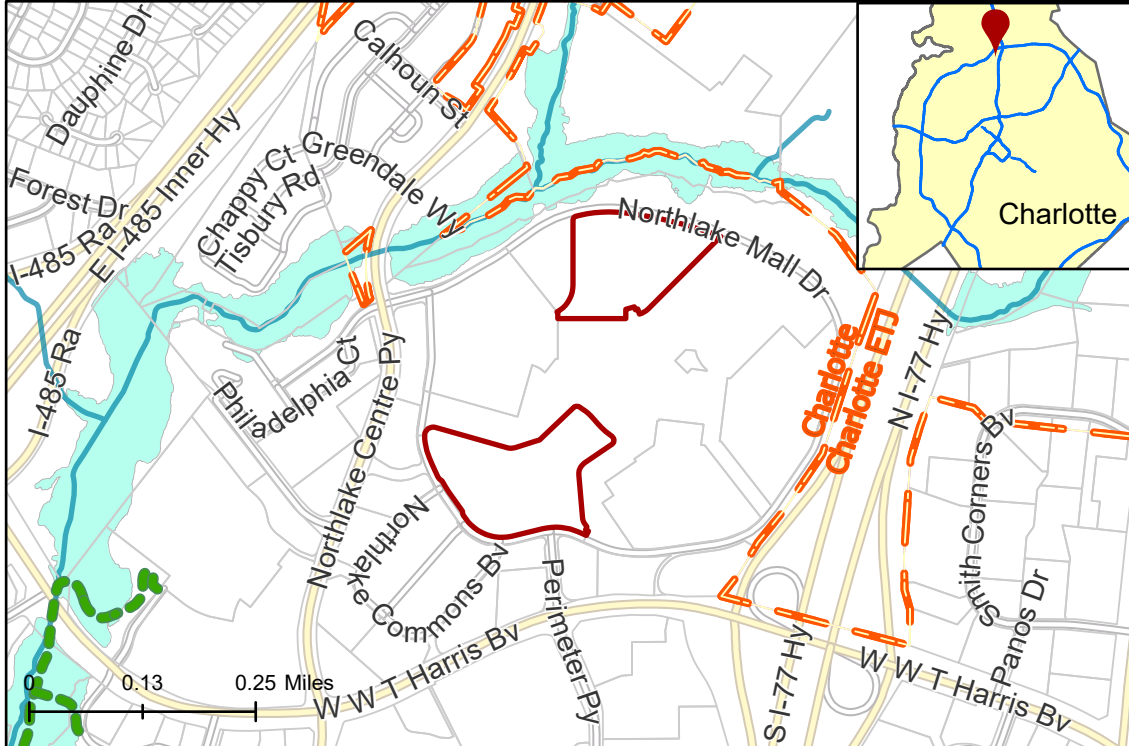 Dauphine Dr
Calhoun St
Forest Dr
I-485 Ra
E I-485 Inner Hy
Chappy Ct
Tisbury Rd
Greendale Wy
Northlake Mall Dr
Charlotte
I-485 Ra
Philadelphia Ct
Northlake Centre Py
Charlotte
Charlotte ETJ
N I-77 Hy
Smith Corners Bv
Northlake Commons Bv
Perimeter Py
Panos Dr
S I-77 Hy
W W T Harris Bv
W W T Harris Bv
0 0.13 0.25 Miles